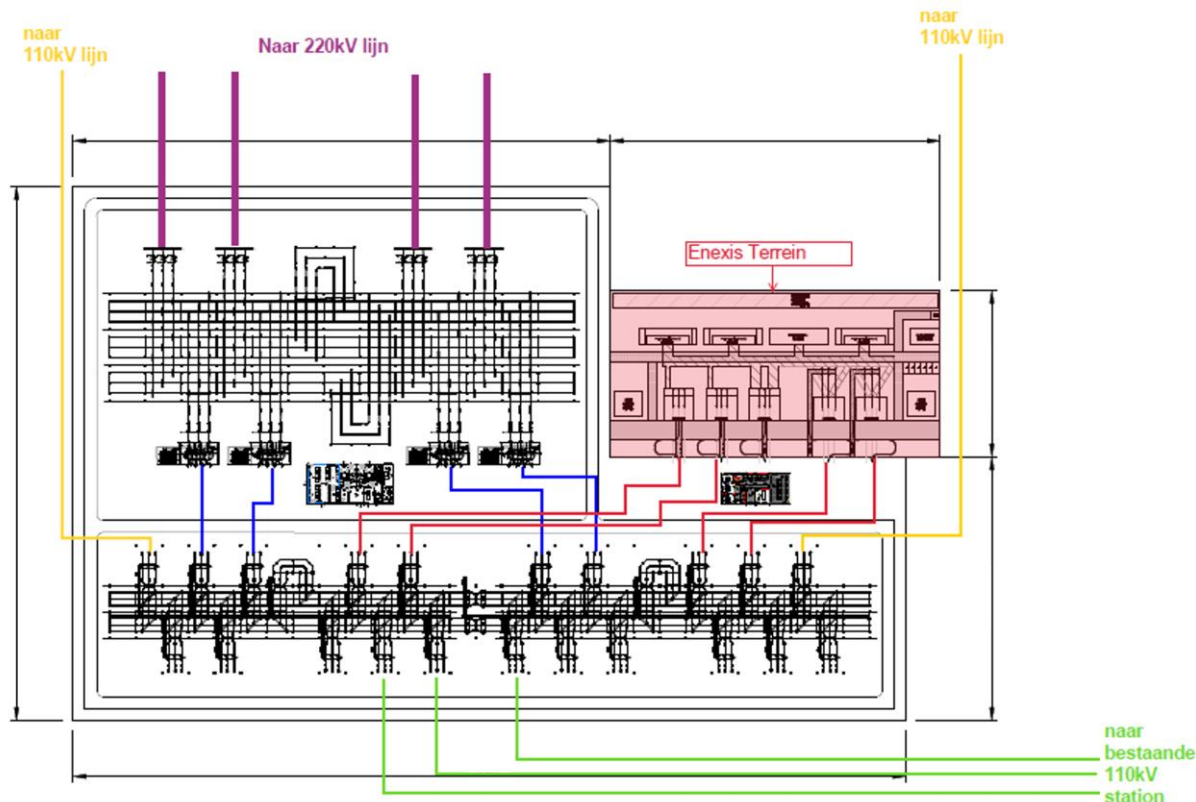 naar
110kV lijn
Naar 220kV lijn
naar
110kV lijn
Enexis Terrein
naar
bestaande
110kV
station